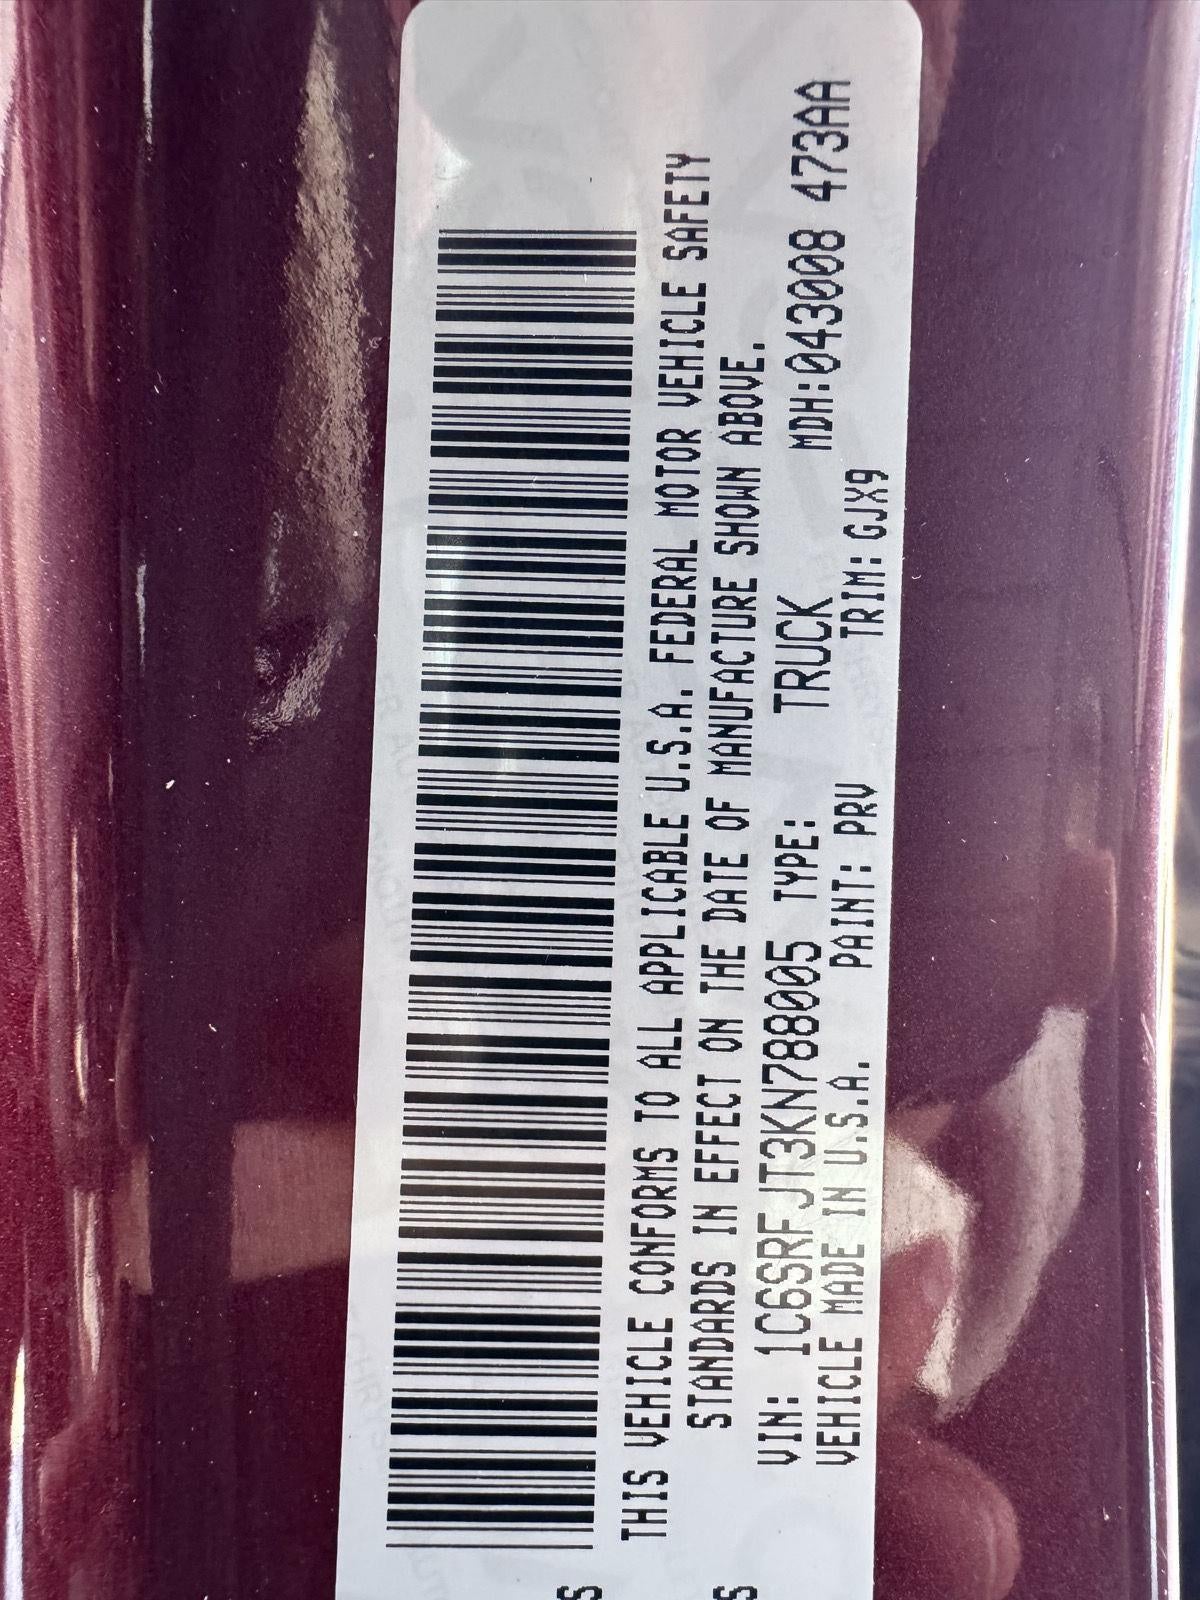 THIS VEHICLE CONFORMS TO ALL APPLICABLE U.S.A. FEDERAL MOTOR VEHICLE SAFETY
STANDARDS IN EFFECT ON THE DATE OF MANUFACTURE SHOWN ABOVE.
VIN: 1C6SRFJT3KN788005 TYPE: TRUCK MDH:043008 473AA
VEHICLE MADE IN U.S.A. PAINT: PRV TRIM: GJX9